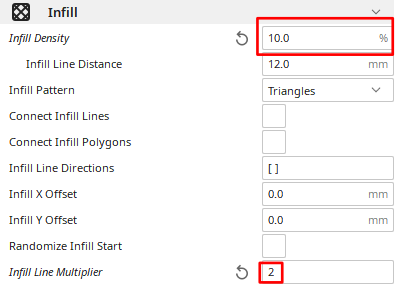 Infill
Infill Density 10.0 %
Infill Line Distance 12.0 mm
Infill Pattern Triangles
Connect Infill Lines
Connect Infill Polygons
Infill Line Directions [ ]
Infill X Offset 0.0 mm
Infill Y Offset 0.0 mm
Randomize Infill Start
Infill Line Multiplier 2